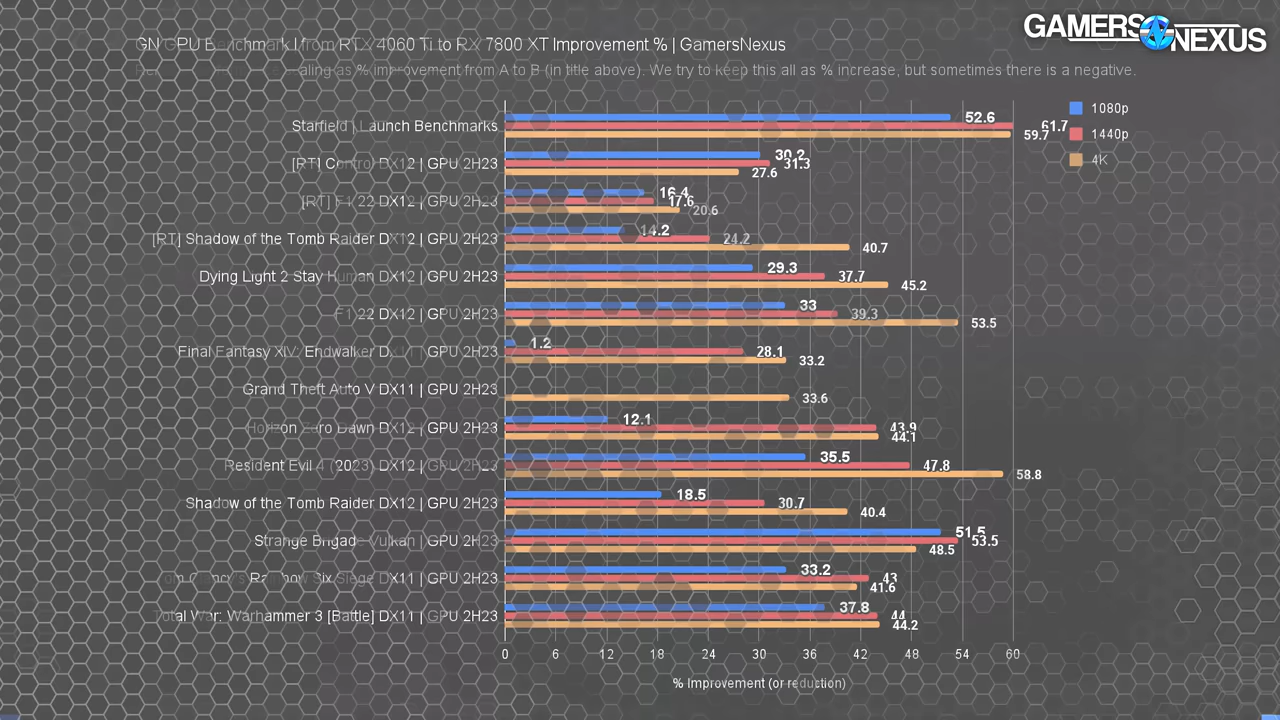 GAMERS NEXUS
GN GPU Benchmark | from RTX 4060 Ti to RX 7800 XT Improvement % | GamersNexus
aling as % improvement from A to B (in title above). We try to keep this all as % increase, but sometimes there is a negative.
1080p
1440p
4K
Starfield | Launch Benchmarks
52.6
61.7
59.7
[RT] Control DX12 | GPU 2H23
30.2
31.3
27.6
[RT] F1 22 DX12 | GPU 2H23
16.4
17.6
20.6
[RT] Shadow of the Tomb Raider DX12 | GPU 2H23
14.2
24.2
40.7
Dying Light 2 Stay Human DX12 | GPU 2H23
29.3
37.7
45.2
F1 22 DX12 | GPU 2H23
33
39.3
53.5
Final Fantasy XIV: Endwalker DX11 | GPU 2H23
1.2
28.1
33.2
Grand Theft Auto V DX11 | GPU 2H23
33.6
Horizon Zero Dawn DX12 | GPU 2H23
12.1
43.9
44.1
Resident Evil 4 (2023) DX12 | GPU 2H23
35.5
47.8
58.8
Shadow of the Tomb Raider DX12 | GPU 2H23
18.5
30.7
40.4
Strange Brigade Vulkan | GPU 2H23
51.5
53.5
48.5
Tom Clancy's Rainbow Six Siege DX11 | GPU 2H23
33.2
43
41.6
Total War: Warhammer 3 [Battle] DX11 | GPU 2H23
37.8
44
44.2
0 6 12 18 24 30 36 42 48 54 60
% Improvement (or reduction)